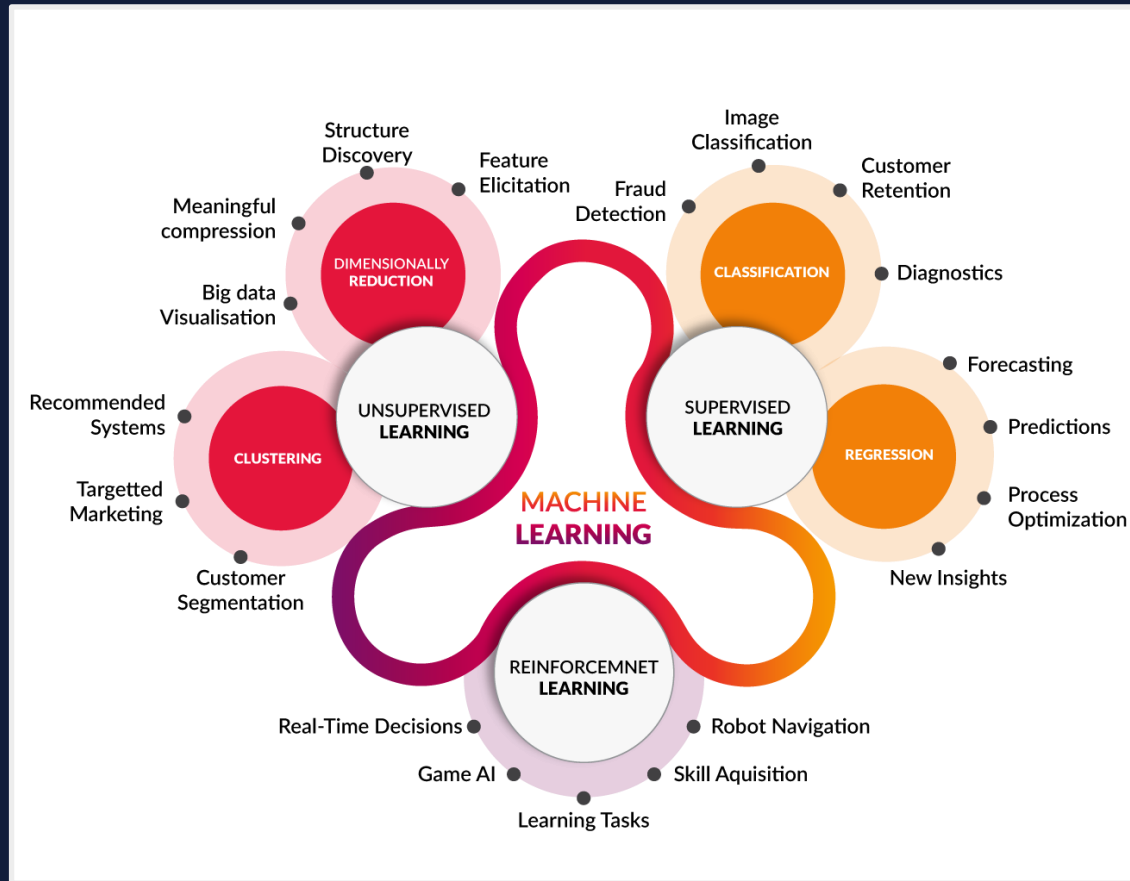 Structure
Discovery
Feature
Elicitation
Meaningful
compression
Big data
Visualisation
DIMENSIONALLY
REDUCTION
Recommended
Systems
Targetted
Marketing
Customer
Segmentation
CLUSTERING
UNSUPERVISED
LEARNING
Image
Classification
Fraud
Detection
Customer
Retention
Diagnostics
CLASSIFICATION
SUPERVISED
LEARNING
Forecasting
Predictions
Process
Optimization
New Insights
REGRESSION
MACHINE
LEARNING
REINFORCEMNET
LEARNING
Real-Time Decisions
Game AI
Learning Tasks
Skill Aquisition
Robot Navigation